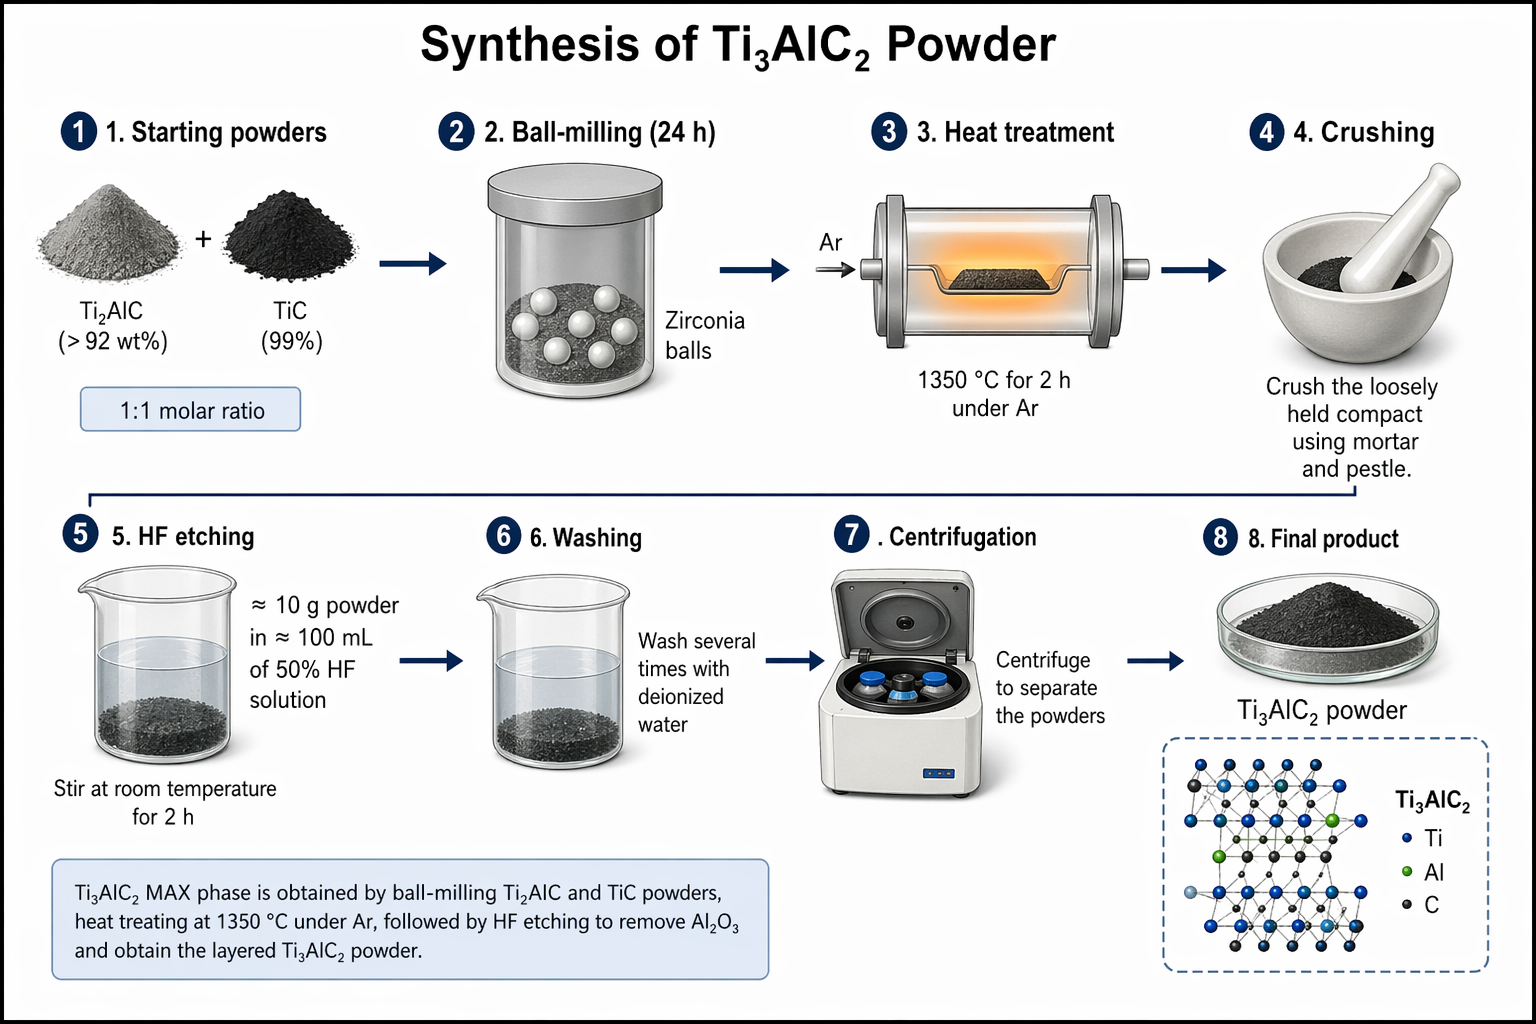 Synthesis of Ti₃AlC₂ Powder
1 1. Starting powders
Ti₂AlC
(> 92 wt%)
+
TiC
(99%)
1:1 molar ratio
2 2. Ball-milling (24 h)
Zirconia
balls
3 3. Heat treatment
Ar
1350 °C for 2 h
under Ar
4 4. Crushing
Crush the loosely
held compact
using mortar
and pestle.
5 5. HF etching
≈ 10 g powder
in ≈ 100 mL
of 50% HF
solution
Stir at room temperature
for 2 h
6 6. Washing
Wash several
times with
deionized
water
7 . Centrifugation
Centrifuge
to separate
the powders
8 8. Final product
Ti₃AlC₂ powder
Ti₃AlC₂
Ti
Al
C
Ti₃AlC₂ MAX phase is obtained by ball-milling Ti₂AlC and TiC powders,
heat treating at 1350 °C under Ar, followed by HF etching to remove Al₂O₃
and obtain the layered Ti₃AlC₂ powder.